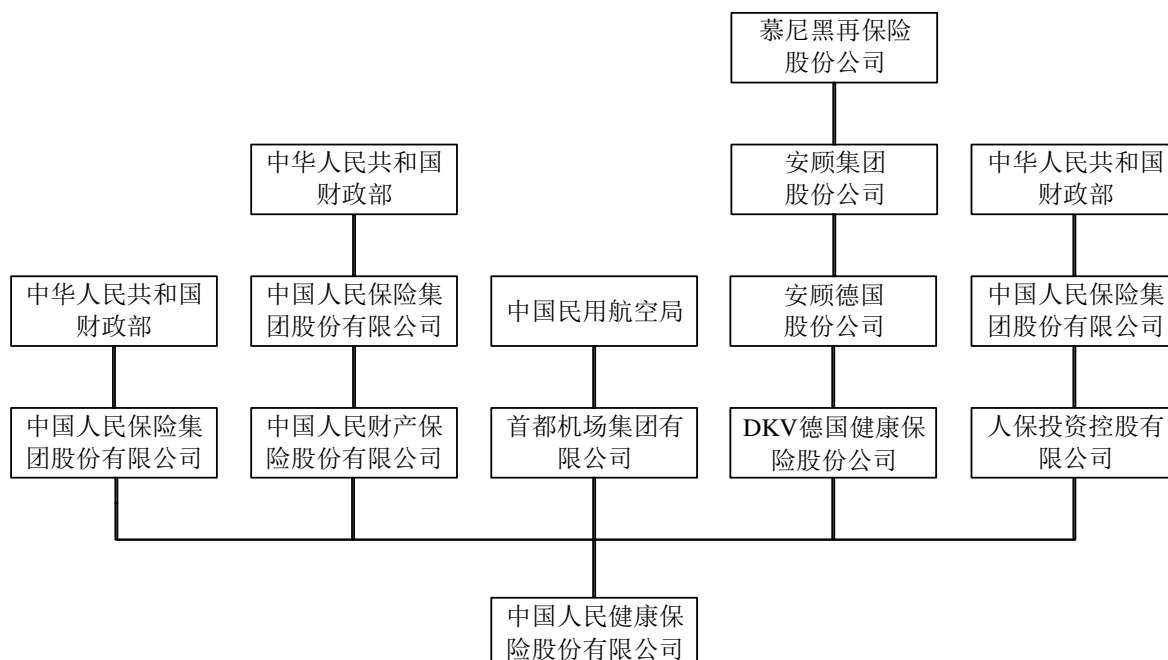 慕尼黑再保险
股份公司
中华人民共和国
财政部
安顾集团
股份公司
中华人民共和国
财政部
中华人民共和国
财政部
中国人民保险集
团股份有限公司
中国民用航空局
安顾德国
股份公司
中国人民保险集
团股份有限公司
中国人民保险集
团股份有限公司
中国人民财产保
险股份有限公司
首都机场集团有
限公司
DKV德国健康保
险股份公司
人保投资控股有
限公司
中国人民健康保
险股份有限公司